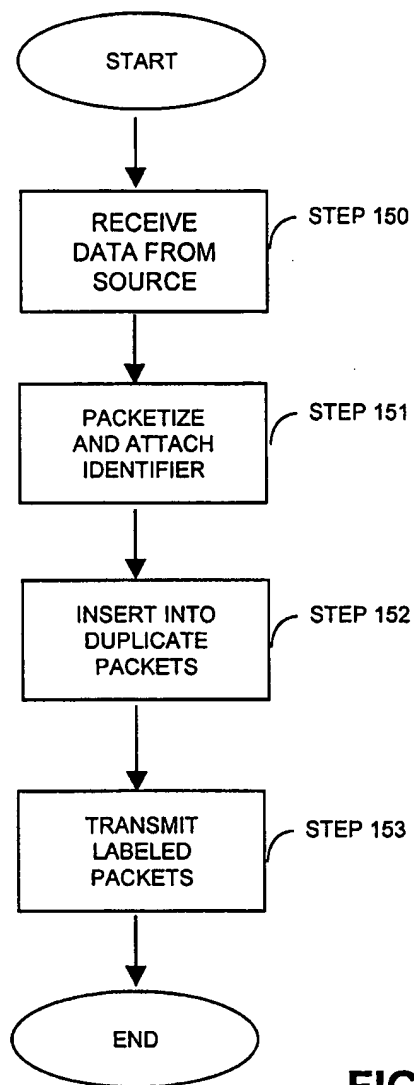 START
RECEIVE
DATA FROM
SOURCE
STEP 150
PACKETIZE
AND ATTACH
IDENTIFIER
STEP 151
INSERT INTO
DUPLICATE
PACKETS
STEP 152
TRANSMIT
LABELED
PACKETS
STEP 153
END
FIG